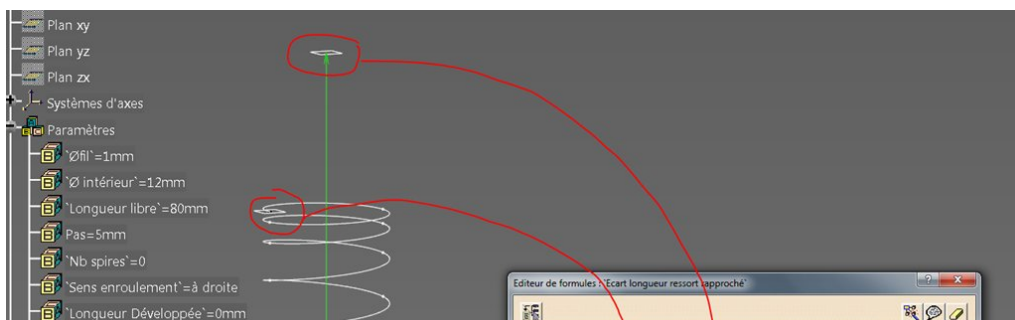 Plan xy
Plan yz
Plan zx
Systèmes d'axes
Paramètres
`Øfil`=1mm
`Ø intérieur`=12mm
`Longueur libre`=80mm
Pas=5mm
`Nb spires`=0
`Sens enroulement`=à droite
`Longueur Développée`=0mm
Editeur de formules : `Ecart longueur ressort rapproché`